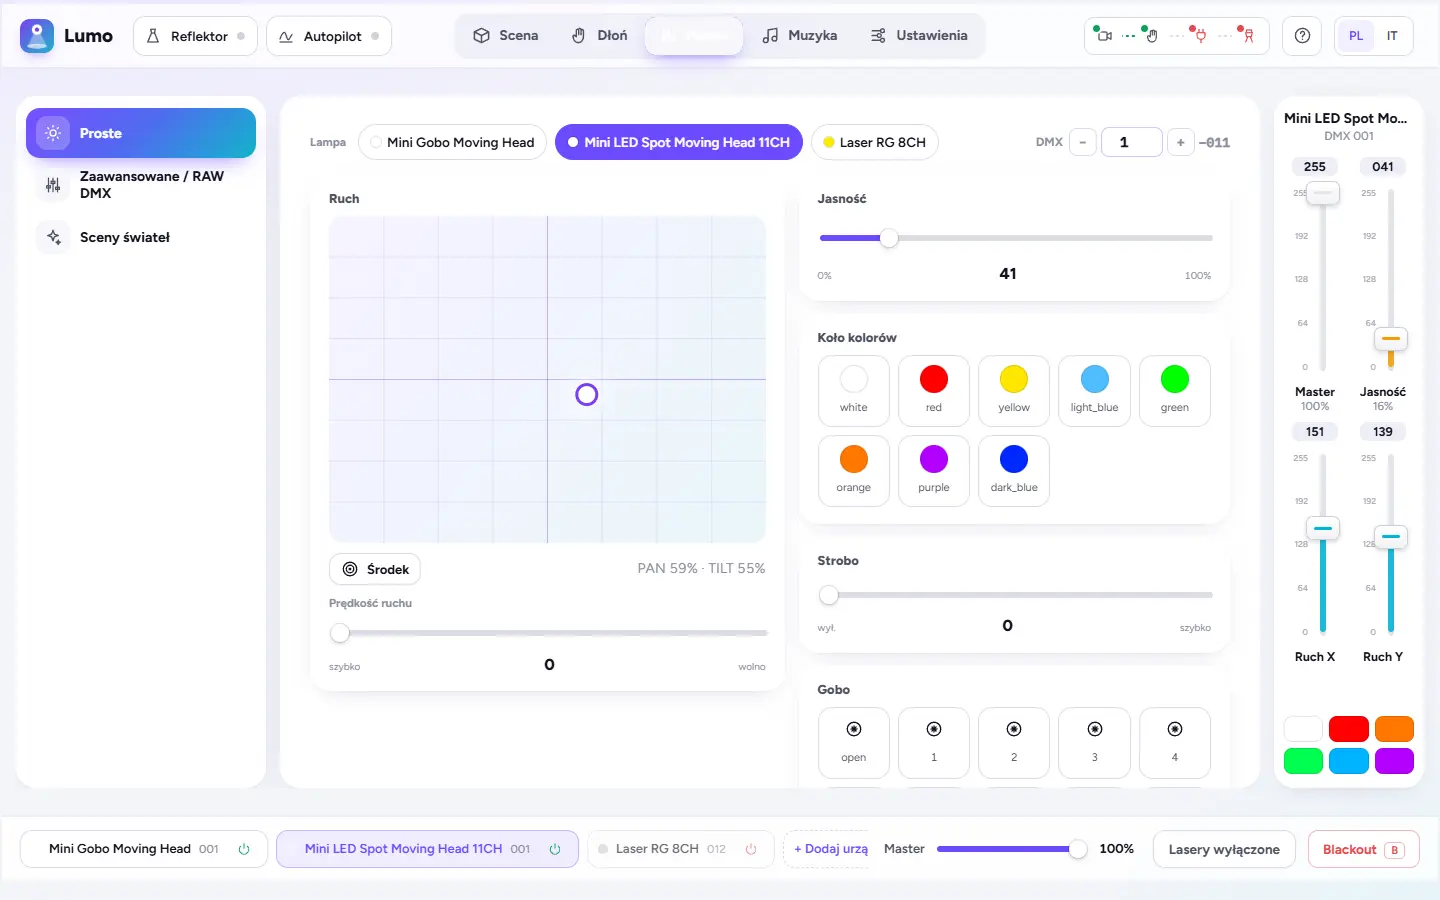 Lumo
Reflektor
Autopilot
Scena
Dłoń
Muzyka
Ustawienia
PL
IT
Proste
Zaawansowane / RAW
DMX
Sceny świateł
Lampa
Mini Gobo Moving Head
Mini LED Spot Moving Head 11CH
Laser RG 8CH
DMX
-
1
+
–011
Ruch
Środek
PAN 59% · TILT 55%
Prędkość ruchu
szybko
0
wolno
Jasność
0%
41
100%
Koło kolorów
white
red
yellow
light_blue
green
orange
purple
dark_blue
Strobo
wył.
0
szybko
Gobo
open
1
2
3
4
Mini LED Spot Mo...
DMX 001
255
041
255
255
192
192
128
128
64
64
0
0
Master
Jasność
100%
16%
151
139
255
255
192
192
128
128
64
64
0
0
Ruch X
Ruch Y
Mini Gobo Moving Head 001
Mini LED Spot Moving Head 11CH 001
Laser RG 8CH 012
+ Dodaj urzą
Master
100%
Lasery wyłączone
Blackout B